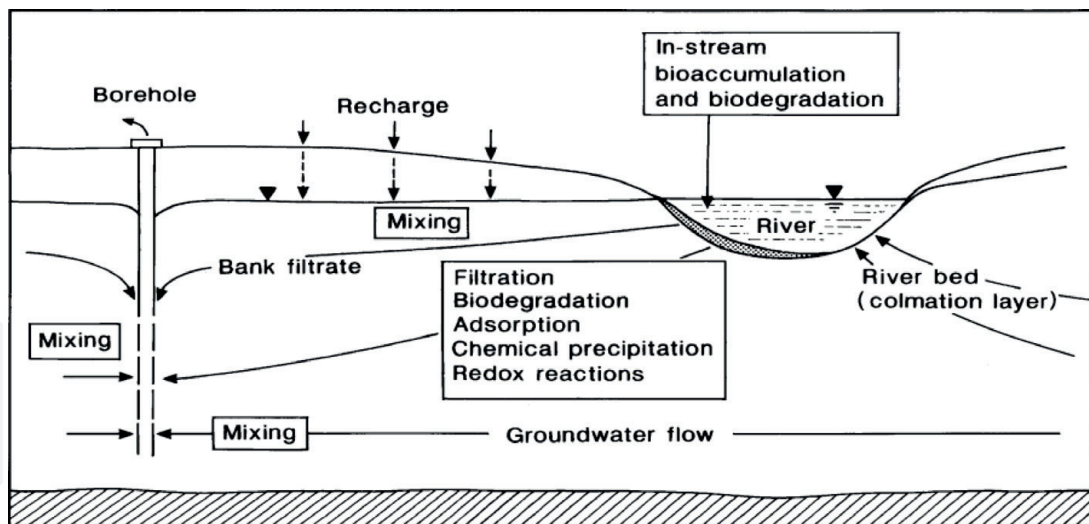 In-stream
bioaccumulation
and biodegradation
Borehole
Recharge
Mixing
River
Bank filtrate
River bed
(colmation layer)
Filtration
Biodegradation
Adsorption
Chemical precipitation
Redox reactions
Mixing
Mixing
Groundwater flow